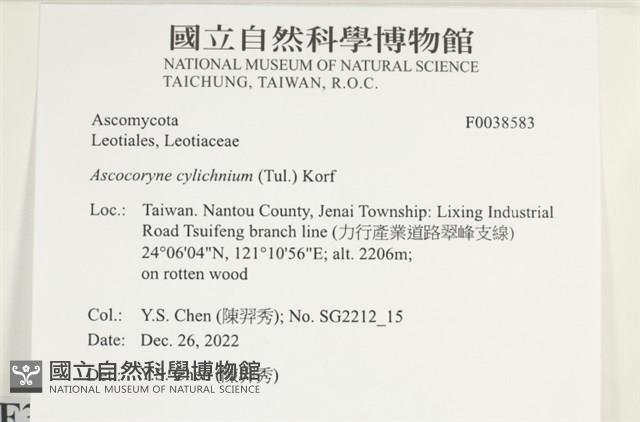 國立自然科學博物館
NATIONAL MUSEUM OF NATURAL SCIENCE
TAICHUNG, TAIWAN, R.O.C.
Ascomycota F0038583
Leotiales, Leotiaceae
Ascocoryne cylichnium (Tul.) Korf
Loc.: Taiwan. Nantou County, Jenai Township: Lixing Industrial
Road Tsuifeng branch line (力行產業道路翠峰支線)
24°06'04"N, 121°10'56"E; alt. 2206m;
on rotten wood
Col.: Y.S. Chen (陳羿秀); No. SG2212_15
Date: Dec. 26, 2022
國立自然科學博物館
NATIONAL MUSEUM OF NATURAL SCIENCE